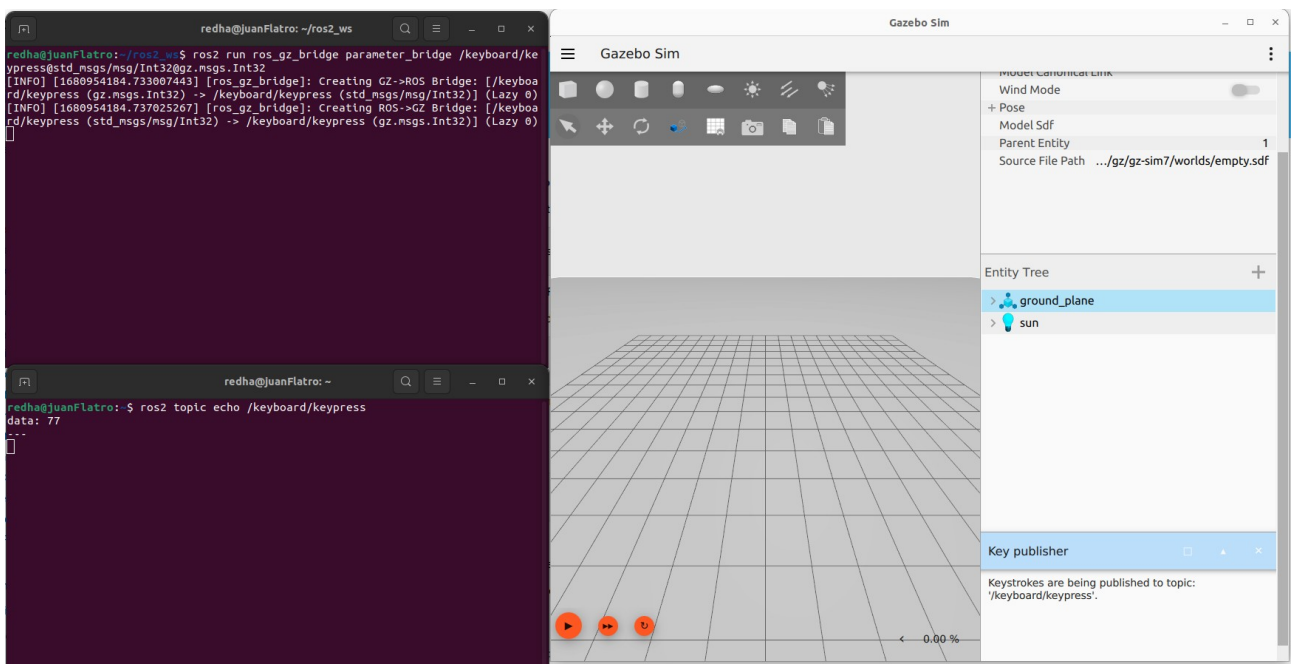 redha@juanFlatro: ~/ros2_ws
redha@juanFlatro:~/ros2_ws$ ros2 run ros_gz_bridge parameter_bridge /keyboard/ke
ypress@std_msgs/msg/Int32@gz.msgs.Int32
[INFO] [1680954184.733007443] [ros_gz_bridge]: Creating GZ->ROS Bridge: [/keyboa
rd/keypress (gz.msgs.Int32) -> /keyboard/keypress (std_msgs/msg/Int32)] (Lazy 0)
[INFO] [1680954184.737025267] [ros_gz_bridge]: Creating ROS->GZ Bridge: [/keyboa
rd/keypress (std_msgs/msg/Int32) -> /keyboard/keypress (gz.msgs.Int32)] (Lazy 0)
redha@juanFlatro: ~
redha@juanFlatro:~$ ros2 topic echo /keyboard/keypress
data: 77
---
Gazebo Sim
Gazebo Sim
Model Canonical Link
Wind Mode
+ Pose
Model Sdf
Parent Entity 1
Source File Path .../gz/gz-sim7/worlds/empty.sdf
Entity Tree
ground_plane
sun
Key publisher
Keystrokes are being published to topic:
'/keyboard/keypress'.
0.00 %